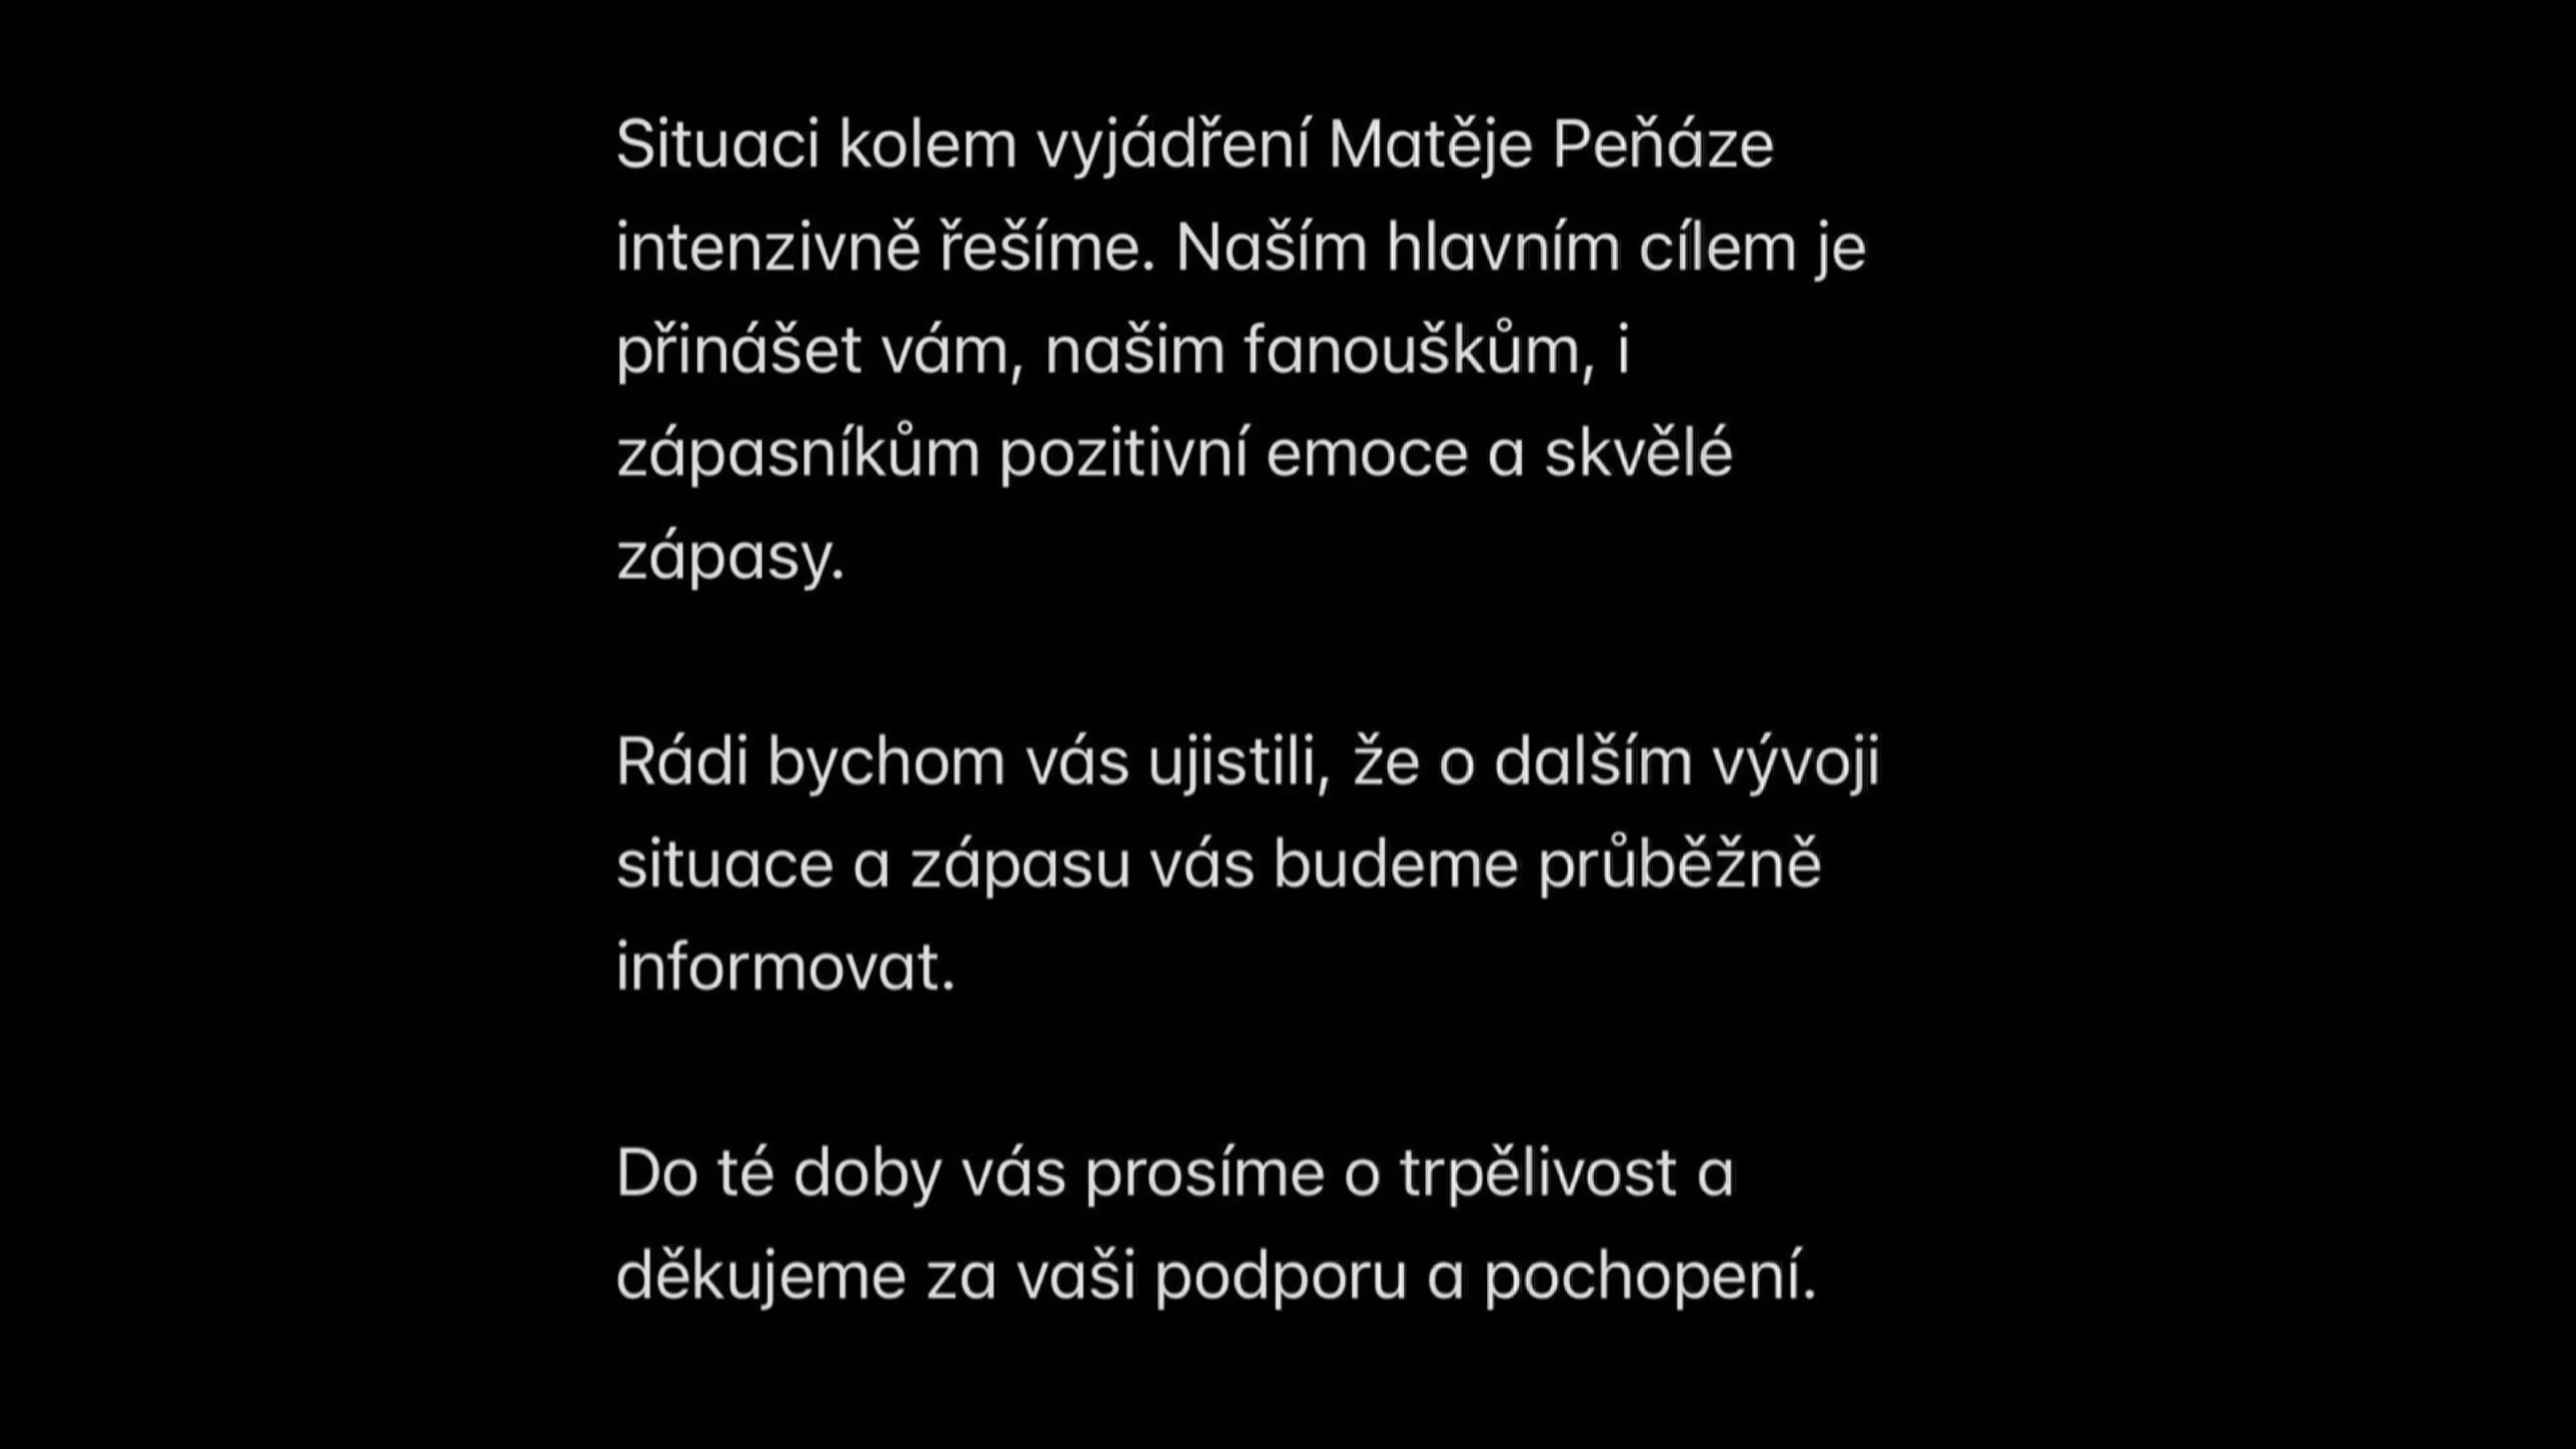 Situaci kolem vyjádření Matěje Peňáze
intenzivně řešíme. Naším hlavním cílem je
přinášet vám, našim fanouškům, i
zápasníkům pozitivní emoce a skvělé
zápasy.
Rádi bychom vás ujistili, že o dalším vývoji
situace a zápasu vás budeme průběžně
informovat.
Do té doby vás prosíme o trpělivost a
děkujeme za vaši podporu a pochopení.